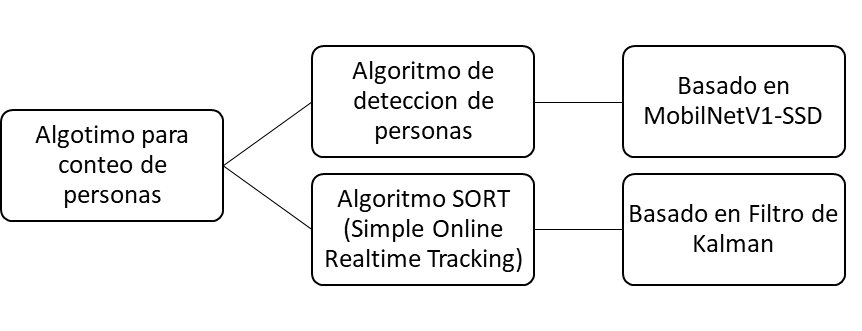 Algotimo para
conteo de
personas
Algoritmo de
deteccion de
personas
Basado en
MobilNetV1-SSD
Algoritmo SORT
(Simple Online
Realtime Tracking)
Basado en Filtro de
Kalman